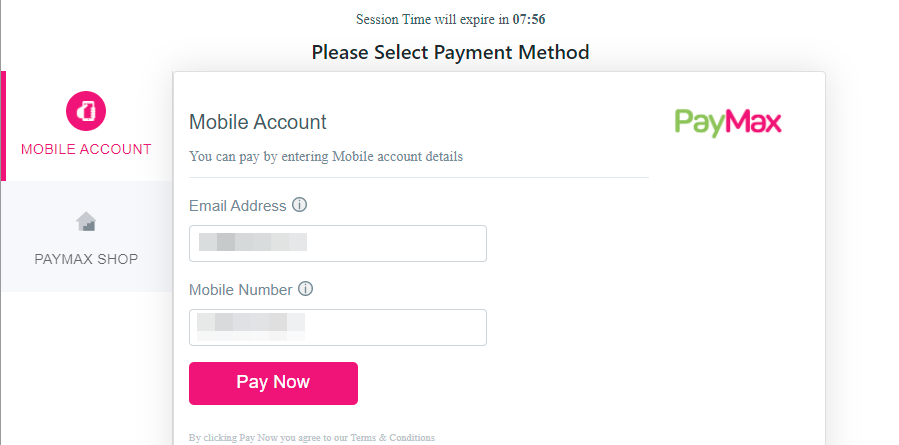 Session Time will expire in 07:56
Please Select Payment Method
MOBILE ACCOUNT
PAYMAX SHOP
Mobile Account
PayMax
You can pay by entering Mobile account details
Email Address
Mobile Number
Pay Now
By clicking Pay Now you agree to our Terms & Conditions